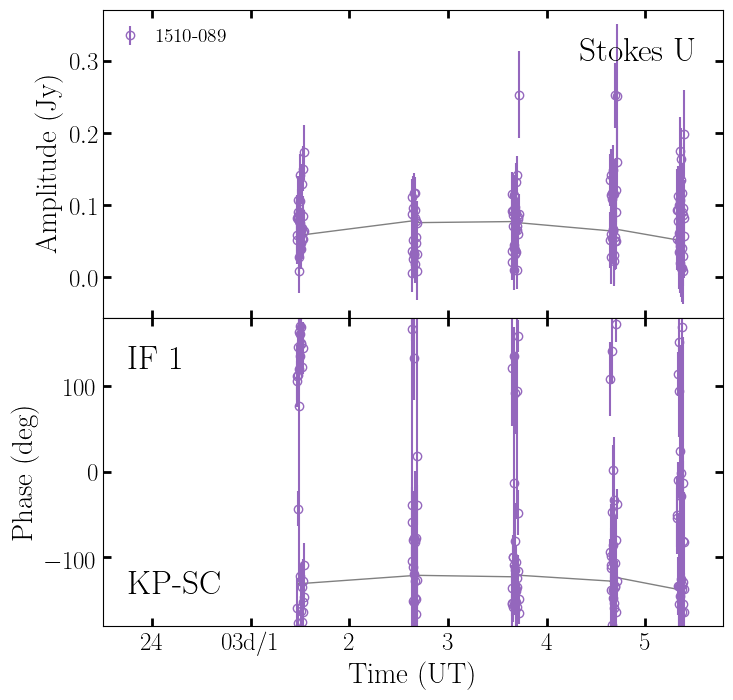 1510-089
Stokes U
0.3
0.2
0.1
0.0
Amplitude (Jy)
IF 1
100
0
−100
Phase (deg)
KP-SC
24 03d/1 2 3 4 5
Time (UT)